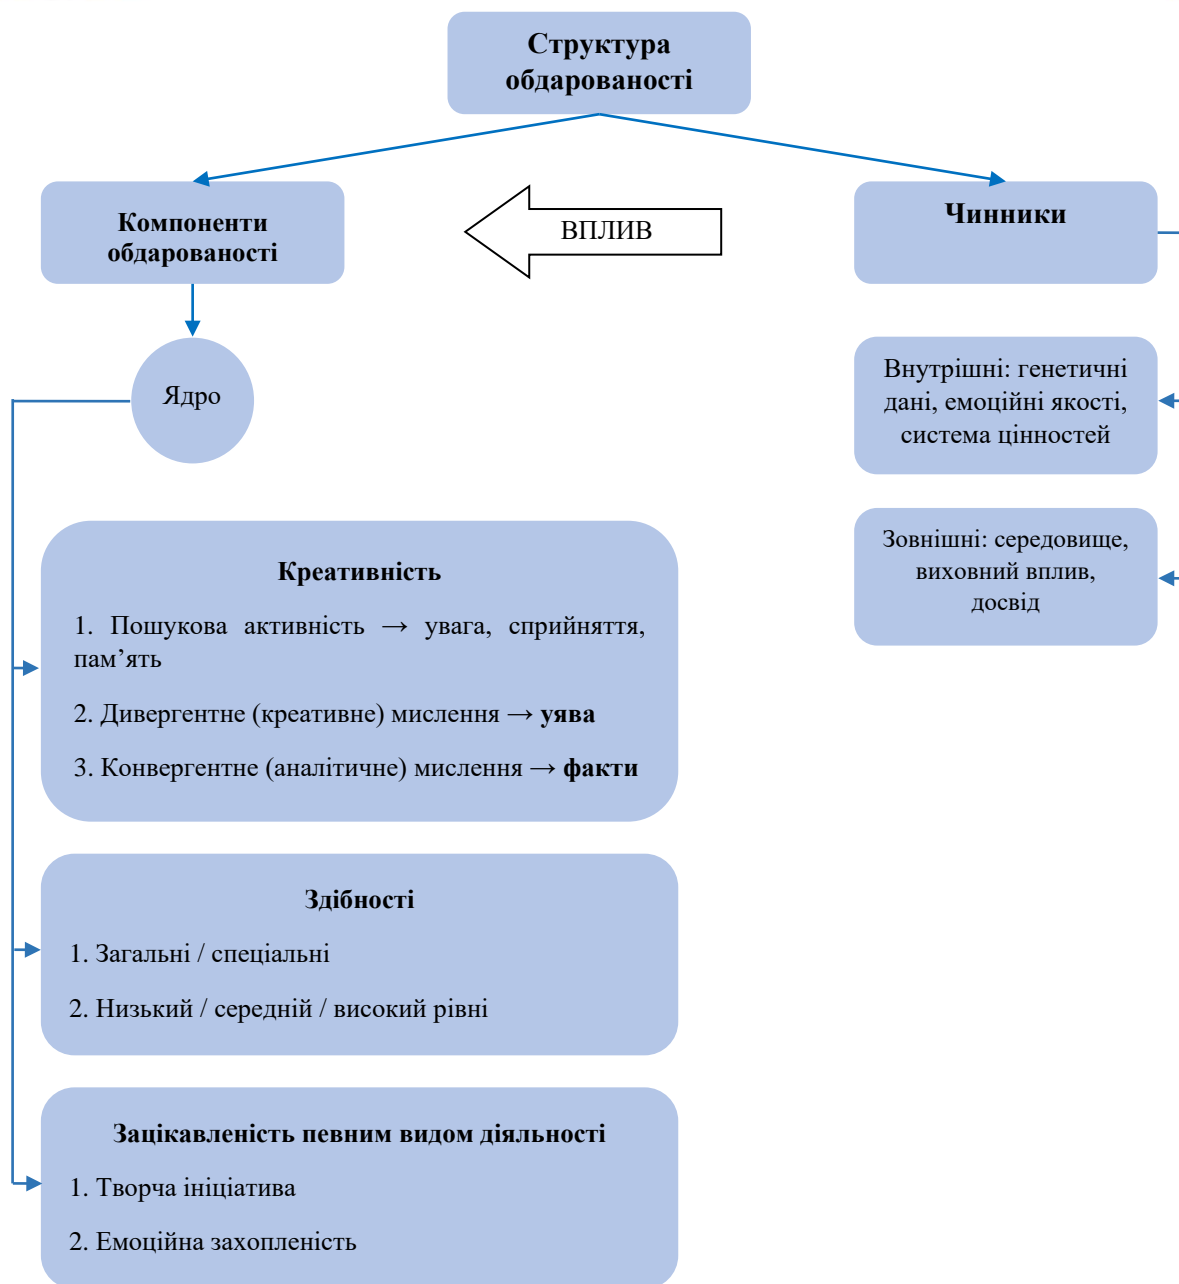 Структура
обдарованості
Компоненти
обдарованості
ВПЛИВ
Чинники
Ядро
Внутрішні: генетичні
дані, емоційні якості,
система цінностей
Зовнішні: середовище,
виховний вплив,
досвід
Креативність
1. Пошукова активність → увага, сприйняття,
пам’ять
2. Дивергентне (креативне) мислення → уява
3. Конвергентне (аналітичне) мислення → факти
Здібності
1. Загальні / спеціальні
2. Низький / середній / високий рівні
Зацікавленість певним видом діяльності
1. Творча ініціатива
2. Емоційна захопленість